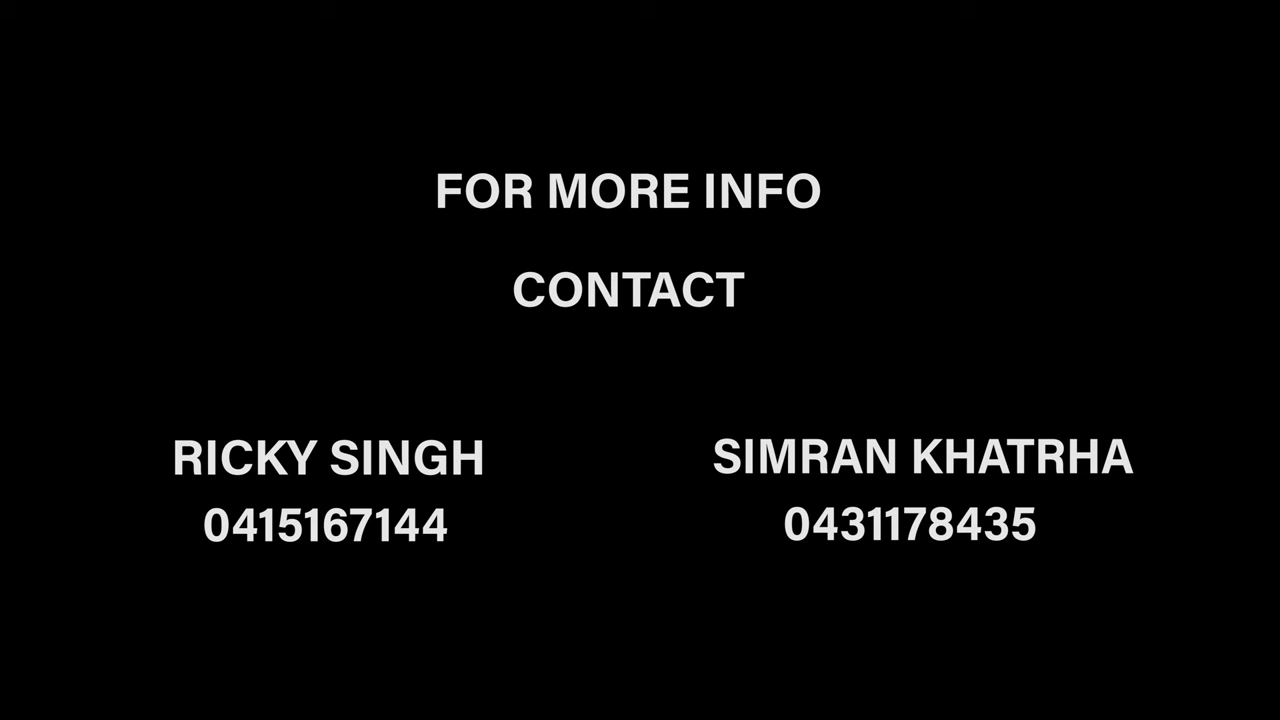 FOR MORE INFO
CONTACT
RICKY SINGH
0415167144
SIMRAN KHATRHA
0431178435